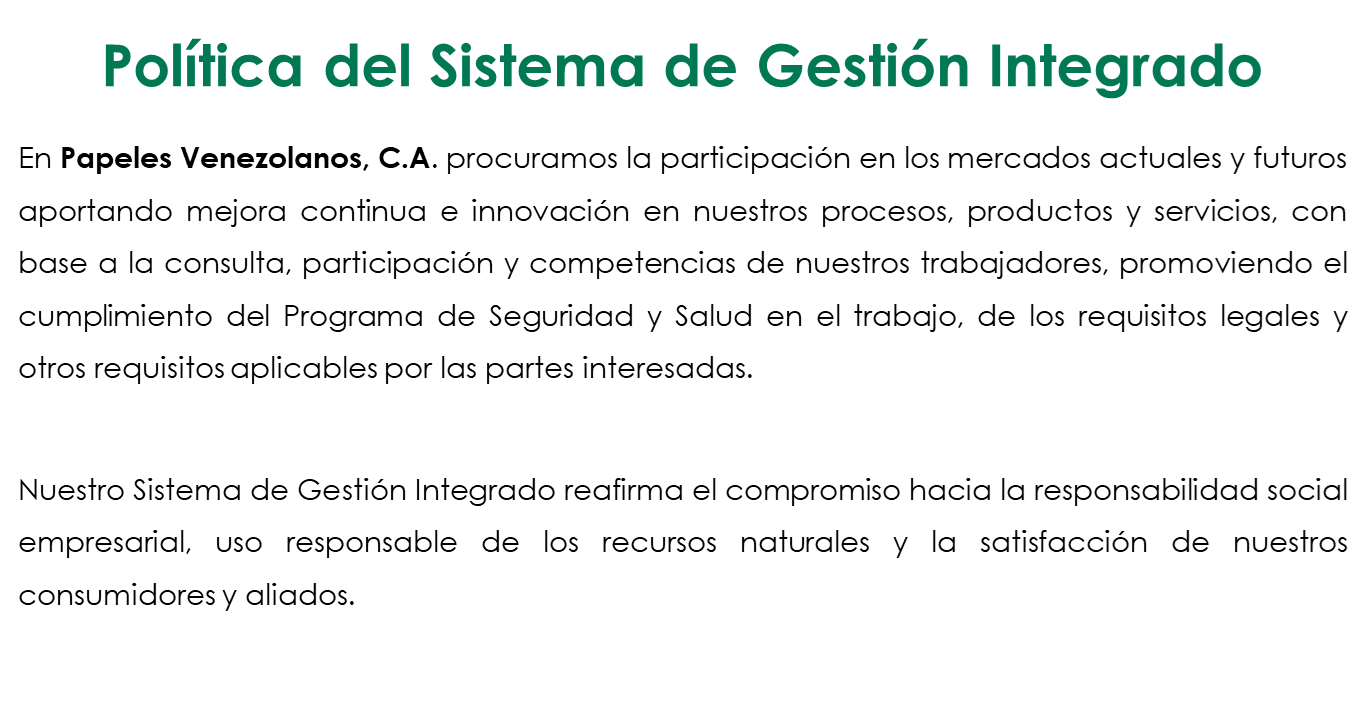 Política del Sistema de Gestión Integrado
En Papeles Venezolanos, C.A. procuramos la participación en los mercados actuales y futuros
aportando mejora continua e innovación en nuestros procesos, productos y servicios, con
base a la consulta, participación y competencias de nuestros trabajadores, promoviendo el
cumplimiento del Programa de Seguridad y Salud en el trabajo, de los requisitos legales y
otros requisitos aplicables por las partes interesadas.
Nuestro Sistema de Gestión Integrado reafirma el compromiso hacia la responsabilidad social
empresarial, uso responsable de los recursos naturales y la satisfacción de nuestros
consumidores y aliados.